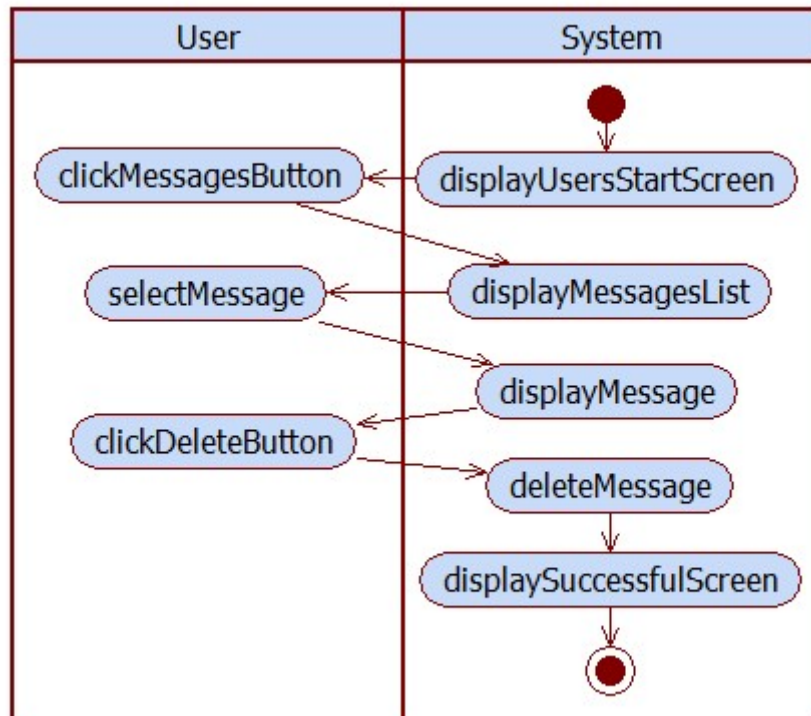 User
System
displayUsersStartScreen
clickMessagesButton
displayMessagesList
selectMessage
displayMessage
clickDeleteButton
deleteMessage
displaySuccessfulScreen